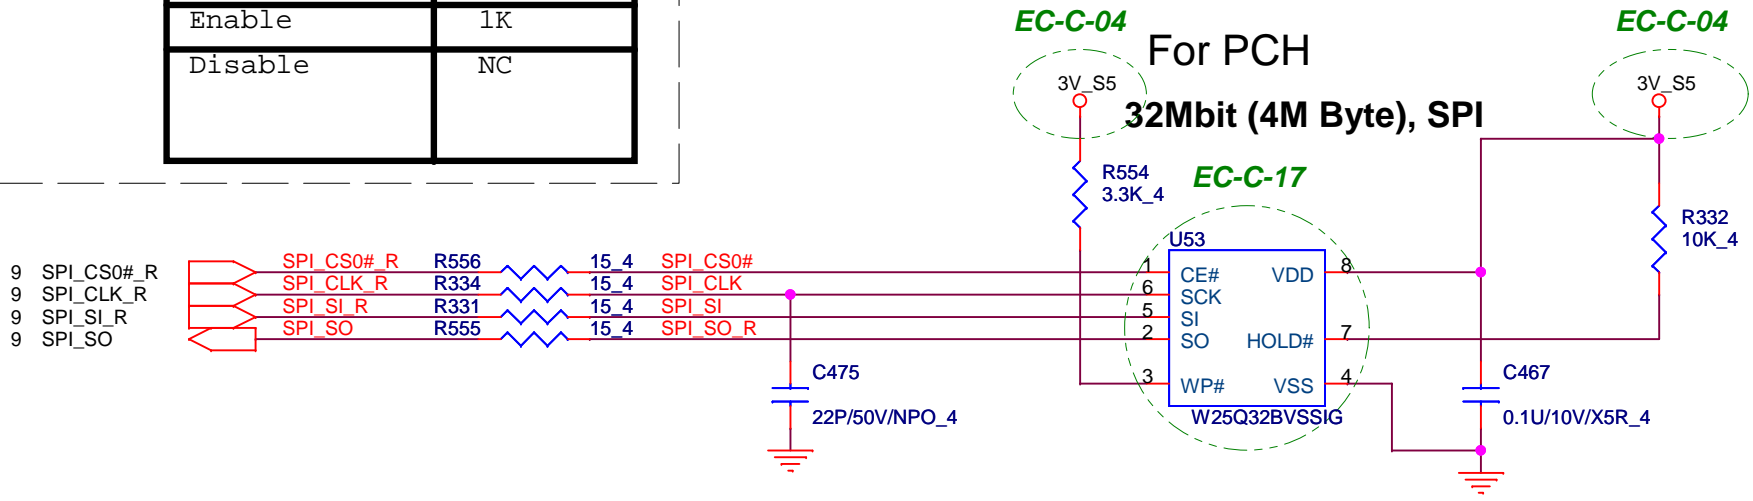 Enable 1K
Disable NC
EC-C-04
EC-C-04
For PCH
3V_S5
3V_S5
32Mbit (4M Byte), SPI
R554
3.3K_4
EC-C-17
R332
10K_4
U53
9 SPI_CS0#_R SPI_CS0#_R R556 15_4 SPI_CS0# 1 CE# VDD 8
9 SPI_CLK_R SPI_CLK_R R334 15_4 SPI_CLK 6 SCK
9 SPI_SI_R SPI_SI_R R331 15_4 SPI_SI 5 SI
9 SPI_SO SPI_SO R555 15_4 SPI_SO_R 2 SO HOLD# 7
3 WP# VSS 4
C475
22P/50V/NPO_4
W25Q32BVSSIG
C467
0.1U/10V/X5R_4